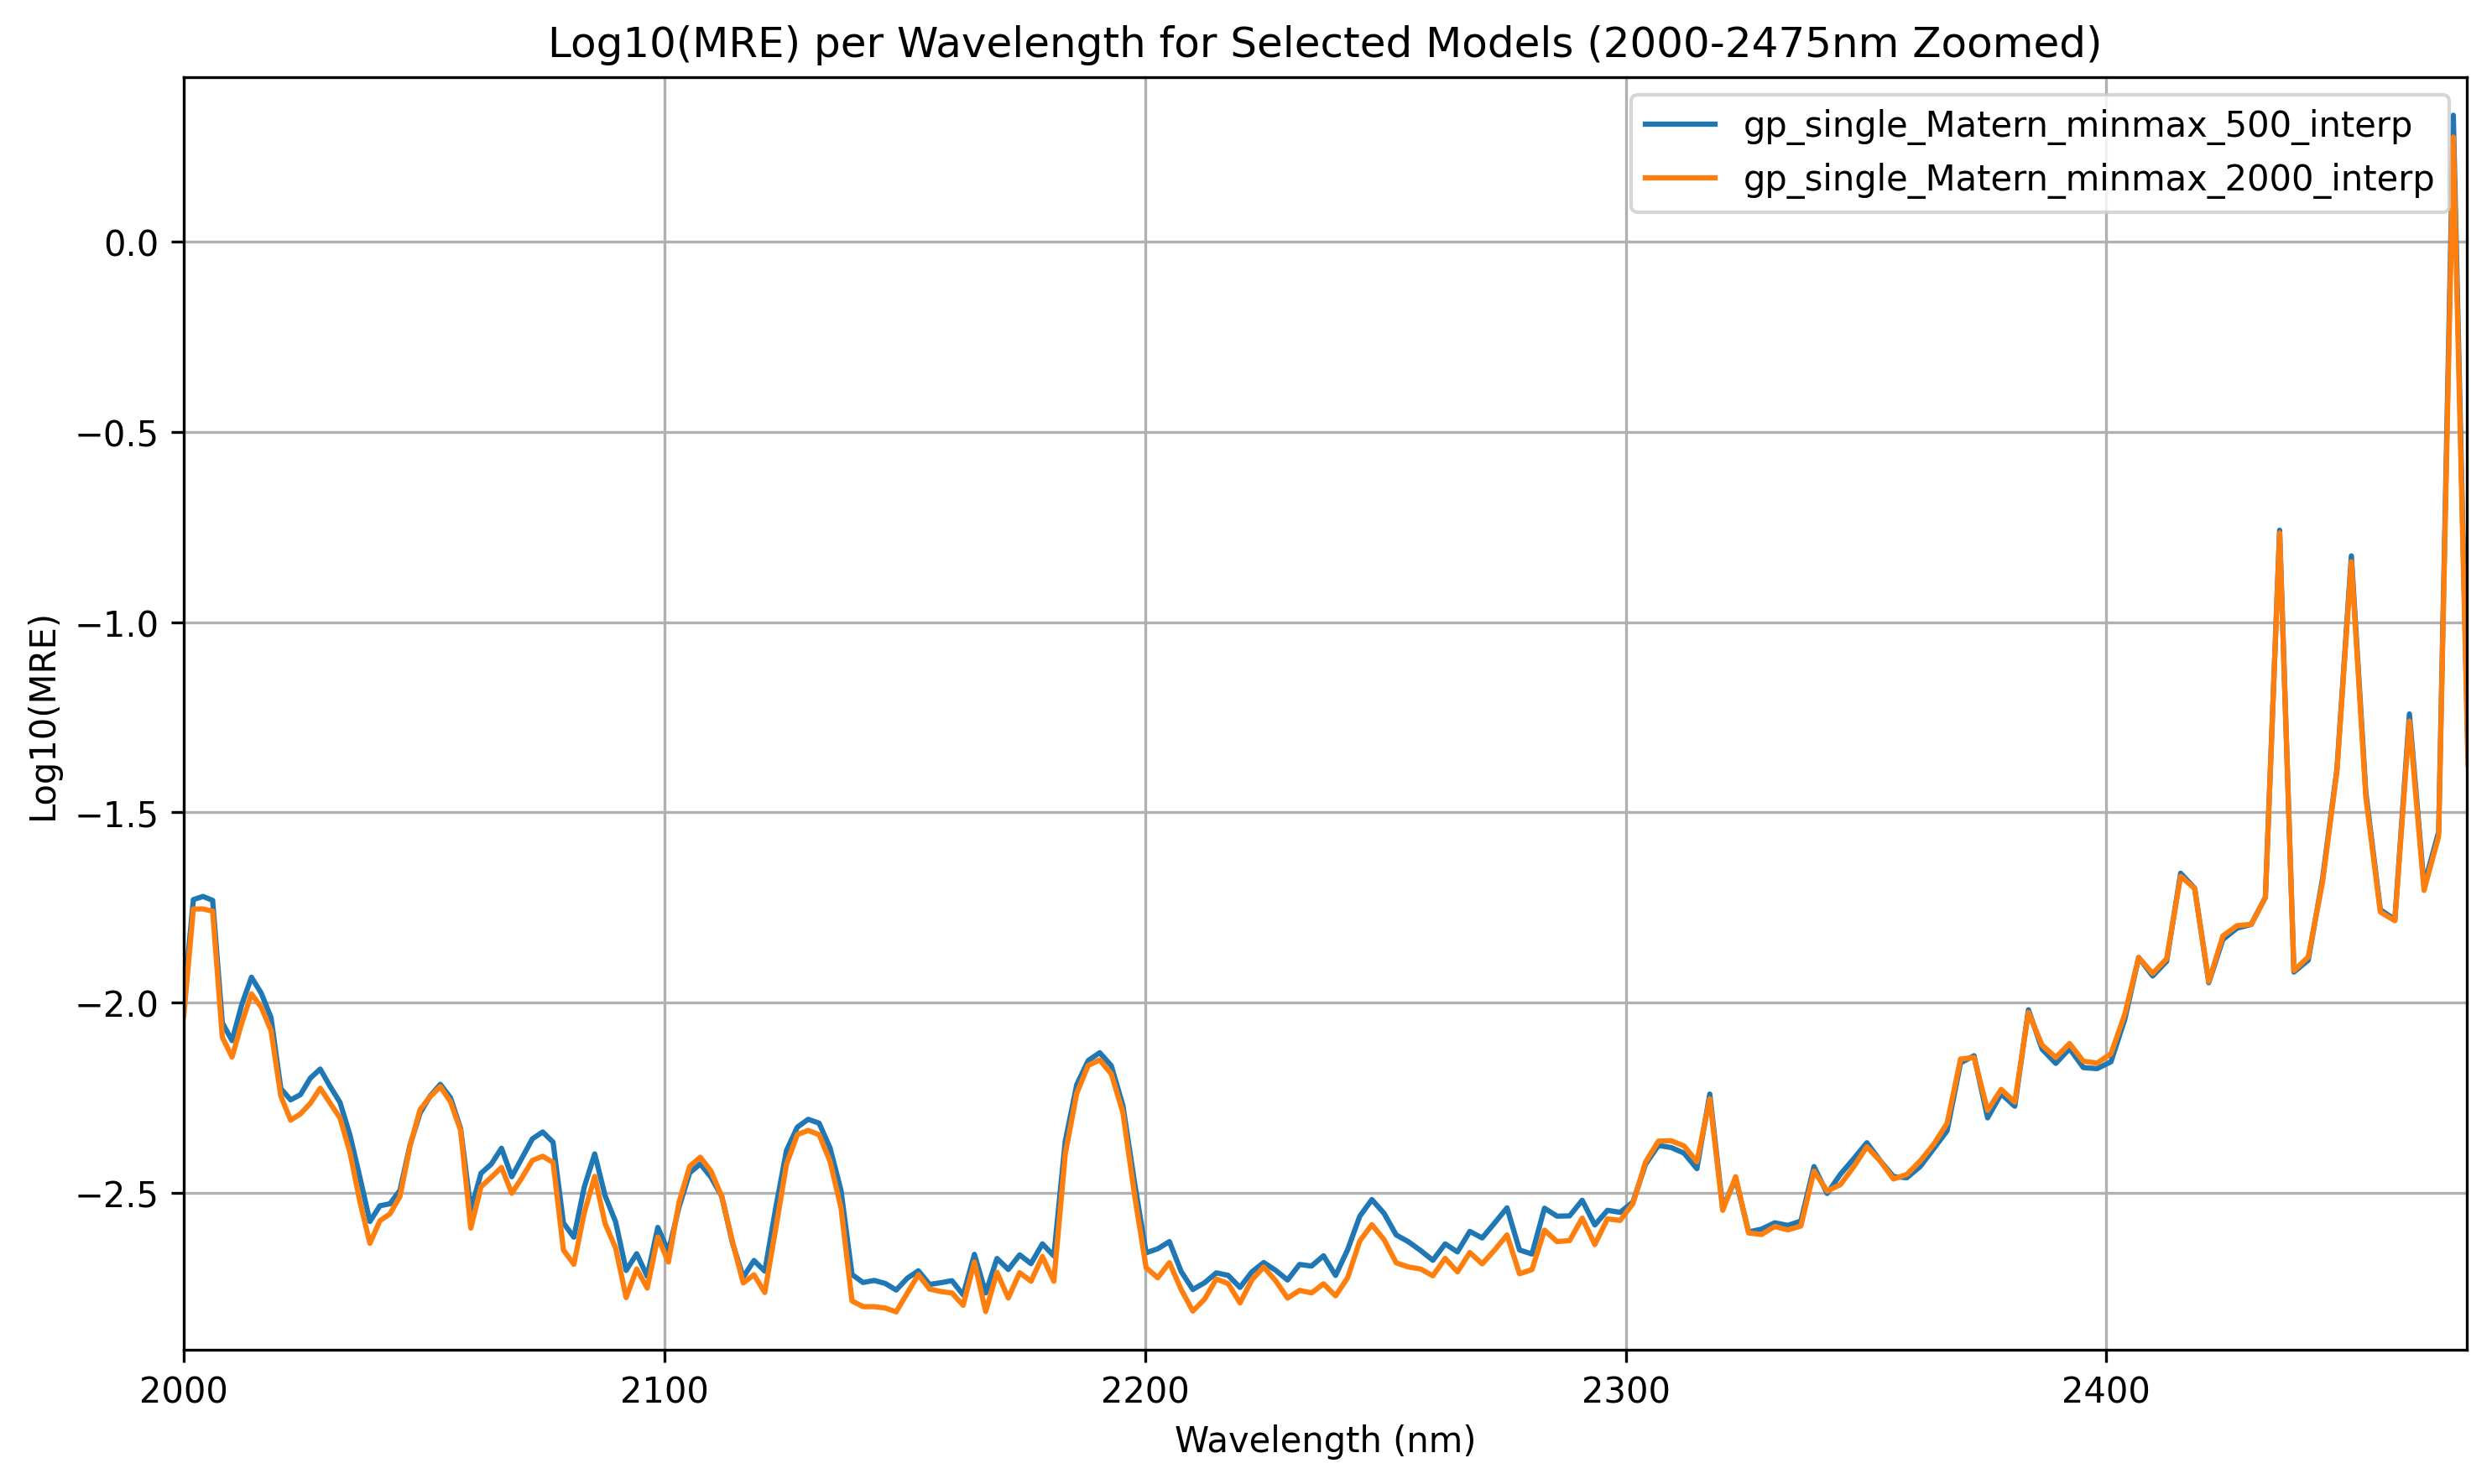 Log10(MRE) per Wavelength for Selected Models (2000-2475nm Zoomed)
gp_single_Matern_minmax_500_interp
gp_single_Matern_minmax_2000_interp
0.0
−0.5
−1.0
−1.5
−2.0
−2.5
Log10(MRE)
2000 2100 2200 2300 2400
Wavelength (nm)